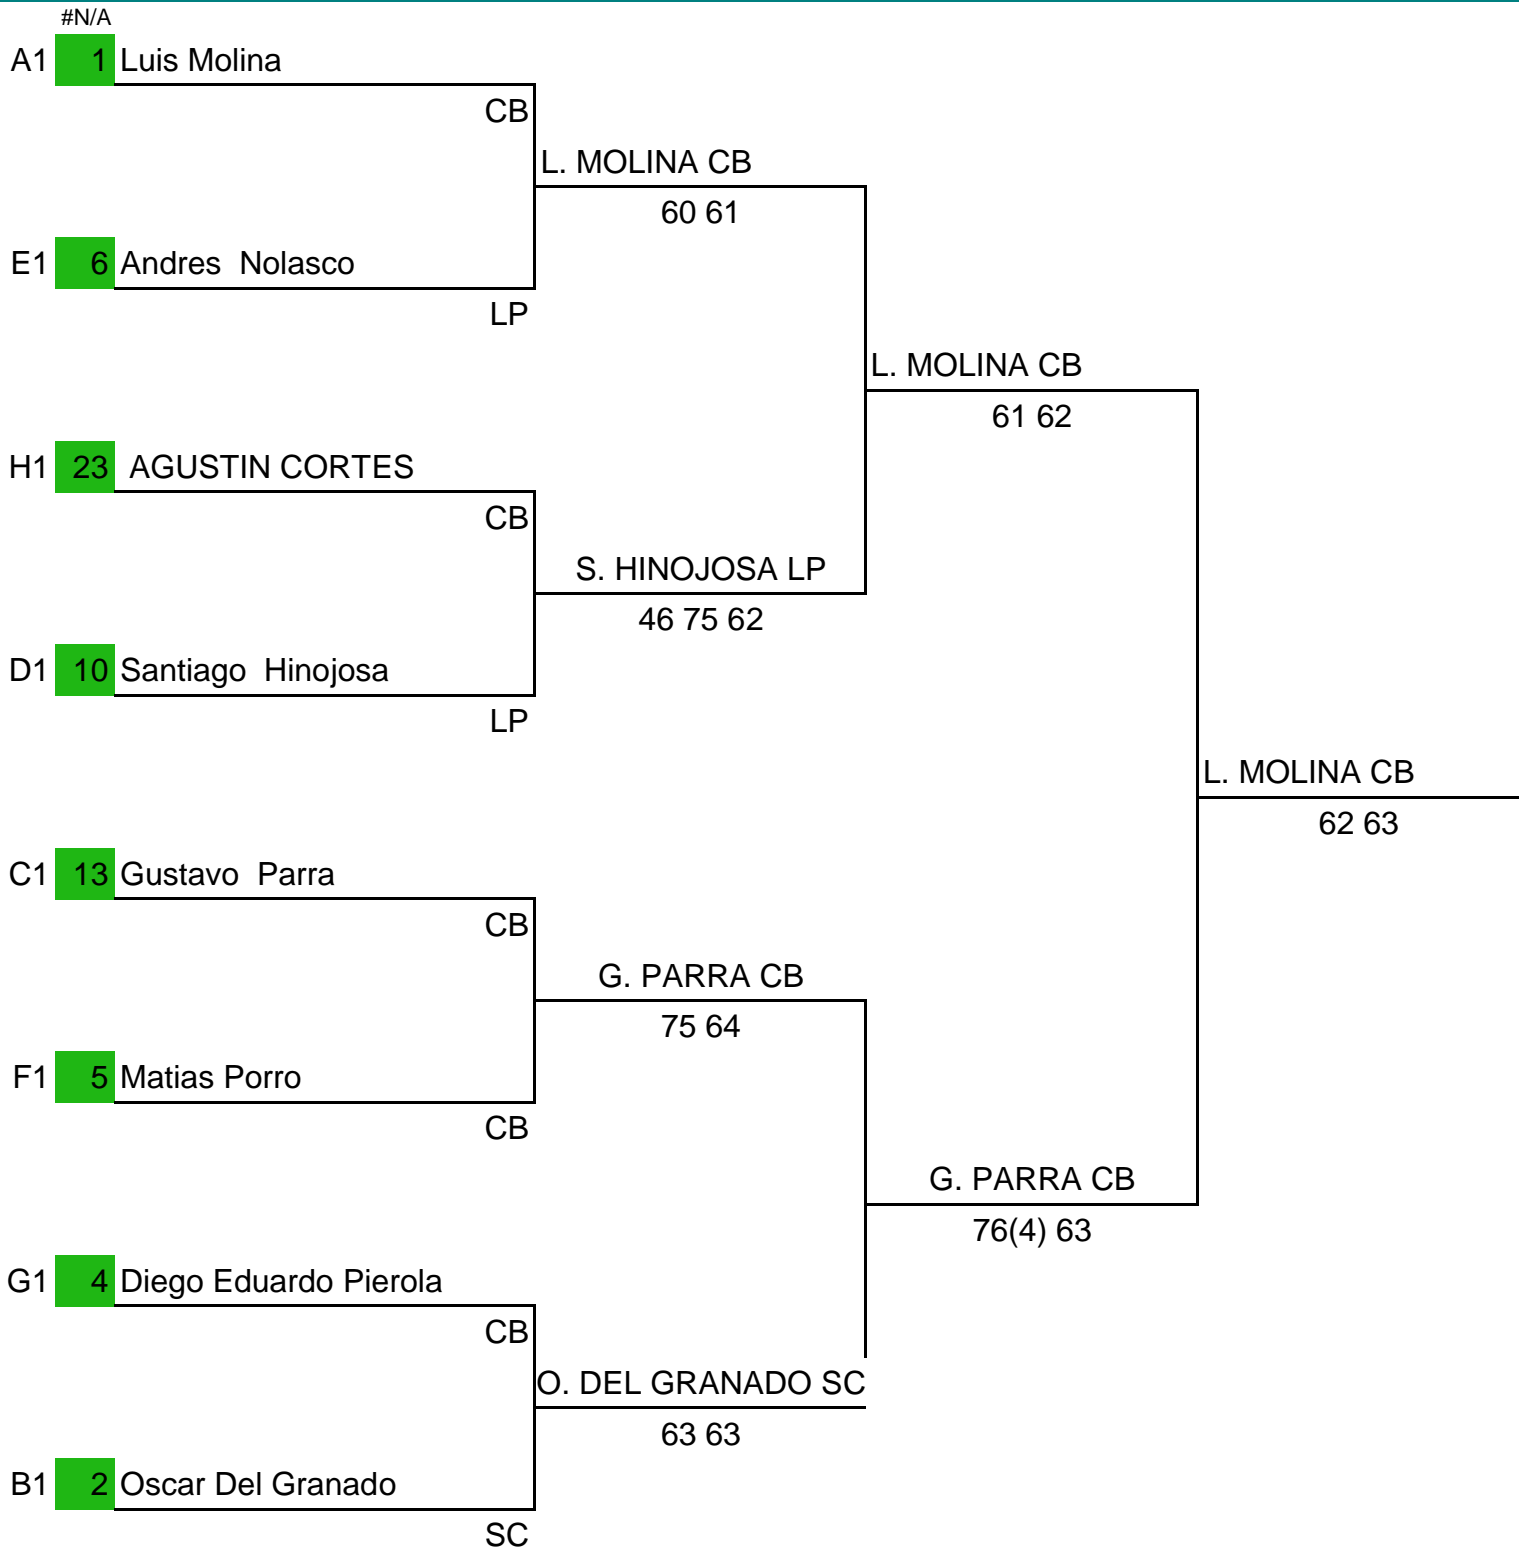 #N/A
A1 1 Luis Molina
CB
L. MOLINA CB
60 61
E1 6 Andres Nolasco
LP
L. MOLINA CB
61 62
H1 23 AGUSTIN CORTES
CB
S. HINOJOSA LP
46 75 62
D1 10 Santiago Hinojosa
LP
L. MOLINA CB
62 63
C1 13 Gustavo Parra
CB
G. PARRA CB
75 64
F1 5 Matias Porro
CB
G. PARRA CB
76(4) 63
G1 4 Diego Eduardo Pierola
CB
O. DEL GRANADO SC
63 63
B1 2 Oscar Del Granado
SC